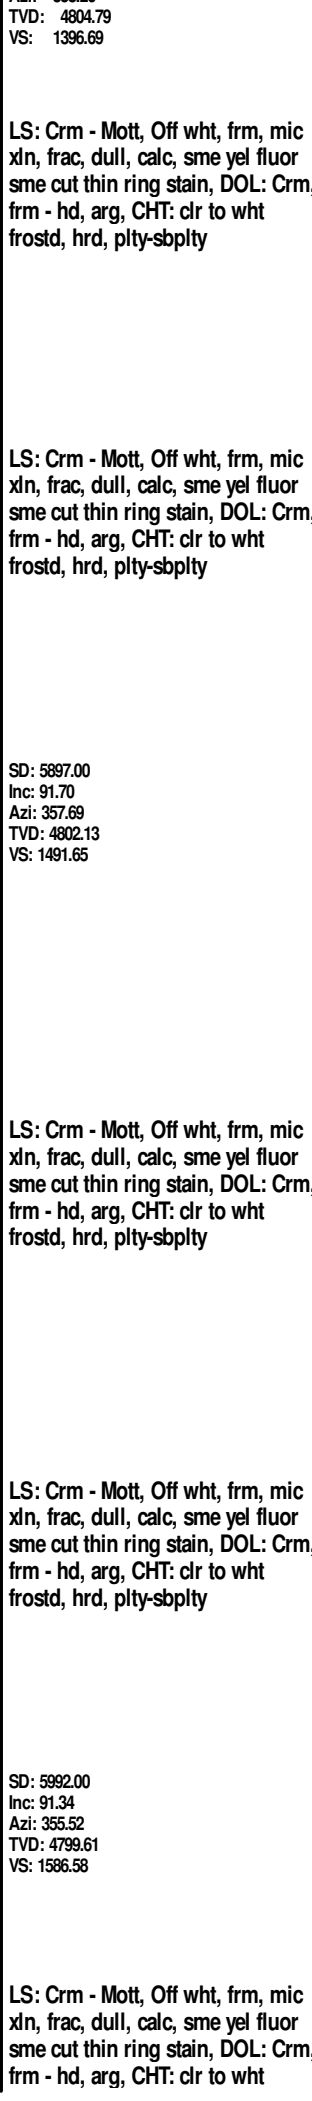 TVD: 4804.79
VS: 1396.69
LS: Crm - Mott, Off wht, frm, mic
xln, frac, dull, calc, sme yel fluor
sme cut thin ring stain, DOL: Crm,
frm - hd, arg, CHT: clr to wht
frostd, hrd, plty-sbplty
LS: Crm - Mott, Off wht, frm, mic
xln, frac, dull, calc, sme yel fluor
sme cut thin ring stain, DOL: Crm,
frm - hd, arg, CHT: clr to wht
frostd, hrd, plty-sbplty
SD: 5897.00
Inc: 91.70
Azi: 357.69
TVD: 4802.13
VS: 1491.65
LS: Crm - Mott, Off wht, frm, mic
xln, frac, dull, calc, sme yel fluor
sme cut thin ring stain, DOL: Crm,
frm - hd, arg, CHT: clr to wht
frostd, hrd, plty-sbplty
LS: Crm - Mott, Off wht, frm, mic
xln, frac, dull, calc, sme yel fluor
sme cut thin ring stain, DOL: Crm,
frm - hd, arg, CHT: clr to wht
frostd, hrd, plty-sbplty
SD: 5992.00
Inc: 91.34
Azi: 355.52
TVD: 4799.61
VS: 1586.58
LS: Crm - Mott, Off wht, frm, mic
xln, frac, dull, calc, sme yel fluor
sme cut thin ring stain, DOL: Crm,
frm - hd, arg, CHT: clr to wht